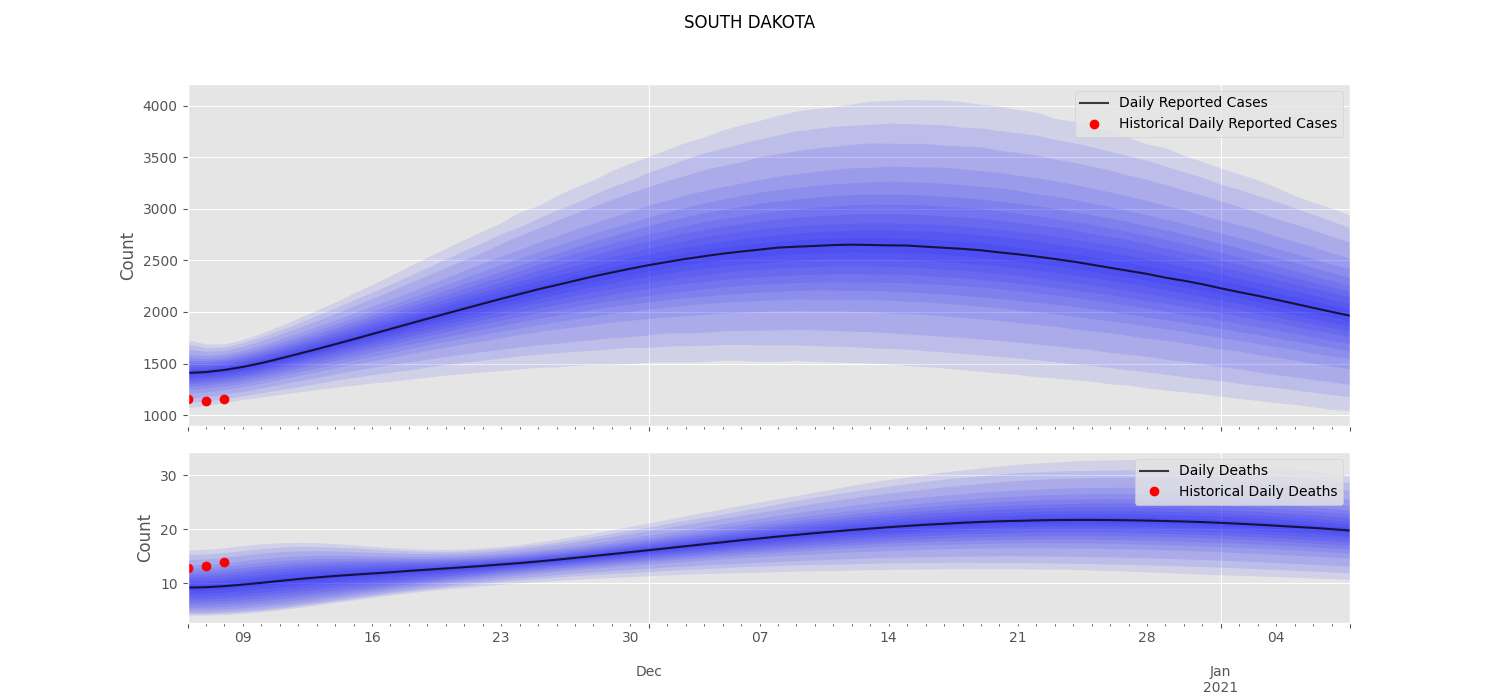 SOUTH DAKOTA
Daily Reported Cases
Historical Daily Reported Cases
4000
3500
3000
2500
2000
1500
1000
Count
Daily Deaths
Historical Daily Deaths
30
20
10
Count
09 16 23 30 07 14 21 28 04
Dec Jan
2021